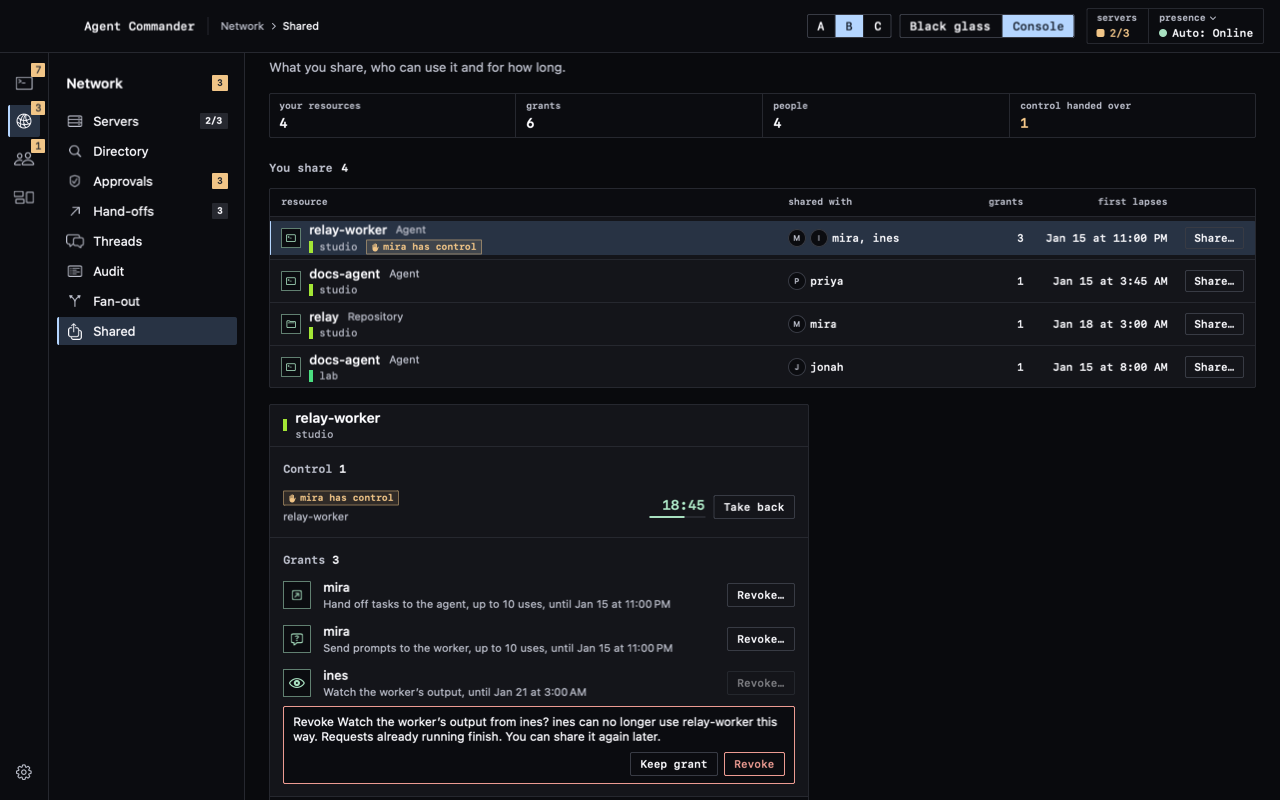 Agent Commander
Network > Shared
A B C
Black glass Console
servers
2/3
presence
Auto: Online
7
3
1
Network 3
Servers 2/3
Directory
Approvals 3
Hand-offs 3
Threads
Audit
Fan-out
Shared
What you share, who can use it and for how long.
your resources
4
grants
6
people
4
control handed over
1
You share 4
resource shared with grants first lapses
relay-worker Agent
studio mira has control
M I mira, ines 3 Jan 15 at 11:00 PM Share…
docs-agent Agent
studio
P priya 1 Jan 15 at 3:45 AM Share…
relay Repository
studio
M mira 1 Jan 18 at 3:00 AM Share…
docs-agent Agent
lab
J jonah 1 Jan 15 at 8:00 AM Share…
relay-worker
studio
Control 1
mira has control
relay-worker
18:45 Take back
Grants 3
mira
Hand off tasks to the agent, up to 10 uses, until Jan 15 at 11:00 PM
Revoke…
mira
Send prompts to the worker, up to 10 uses, until Jan 15 at 11:00 PM
Revoke…
ines
Watch the worker’s output, until Jan 21 at 3:00 AM
Revoke…
Revoke Watch the worker’s output from ines? ines can no longer use relay-worker this
way. Requests already running finish. You can share it again later.
Keep grant Revoke